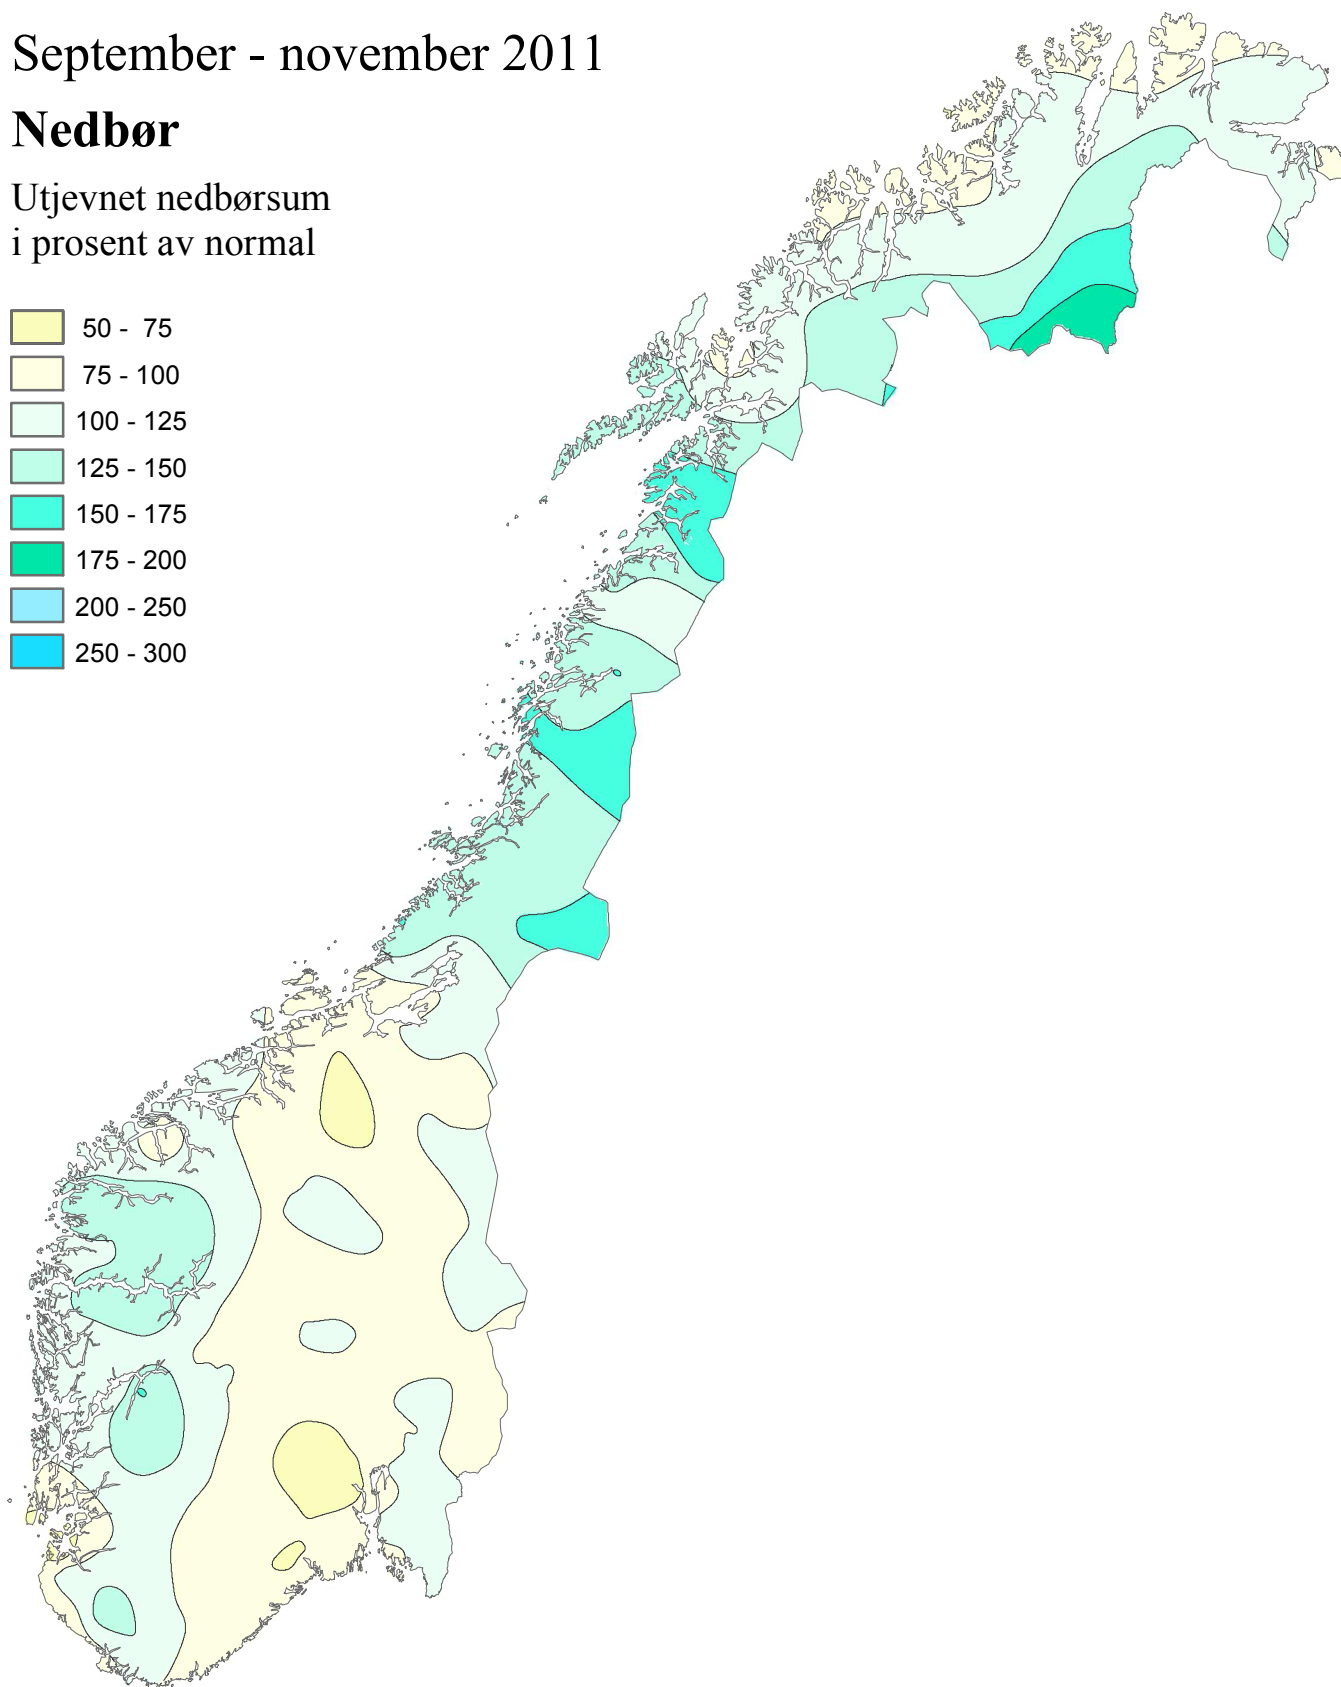 September - november 2011
Nedbør
Utjevnet nedbørsum
i prosent av normal
50 - 75
75 - 100
100 - 125
125 - 150
150 - 175
175 - 200
200 - 250
250 - 300